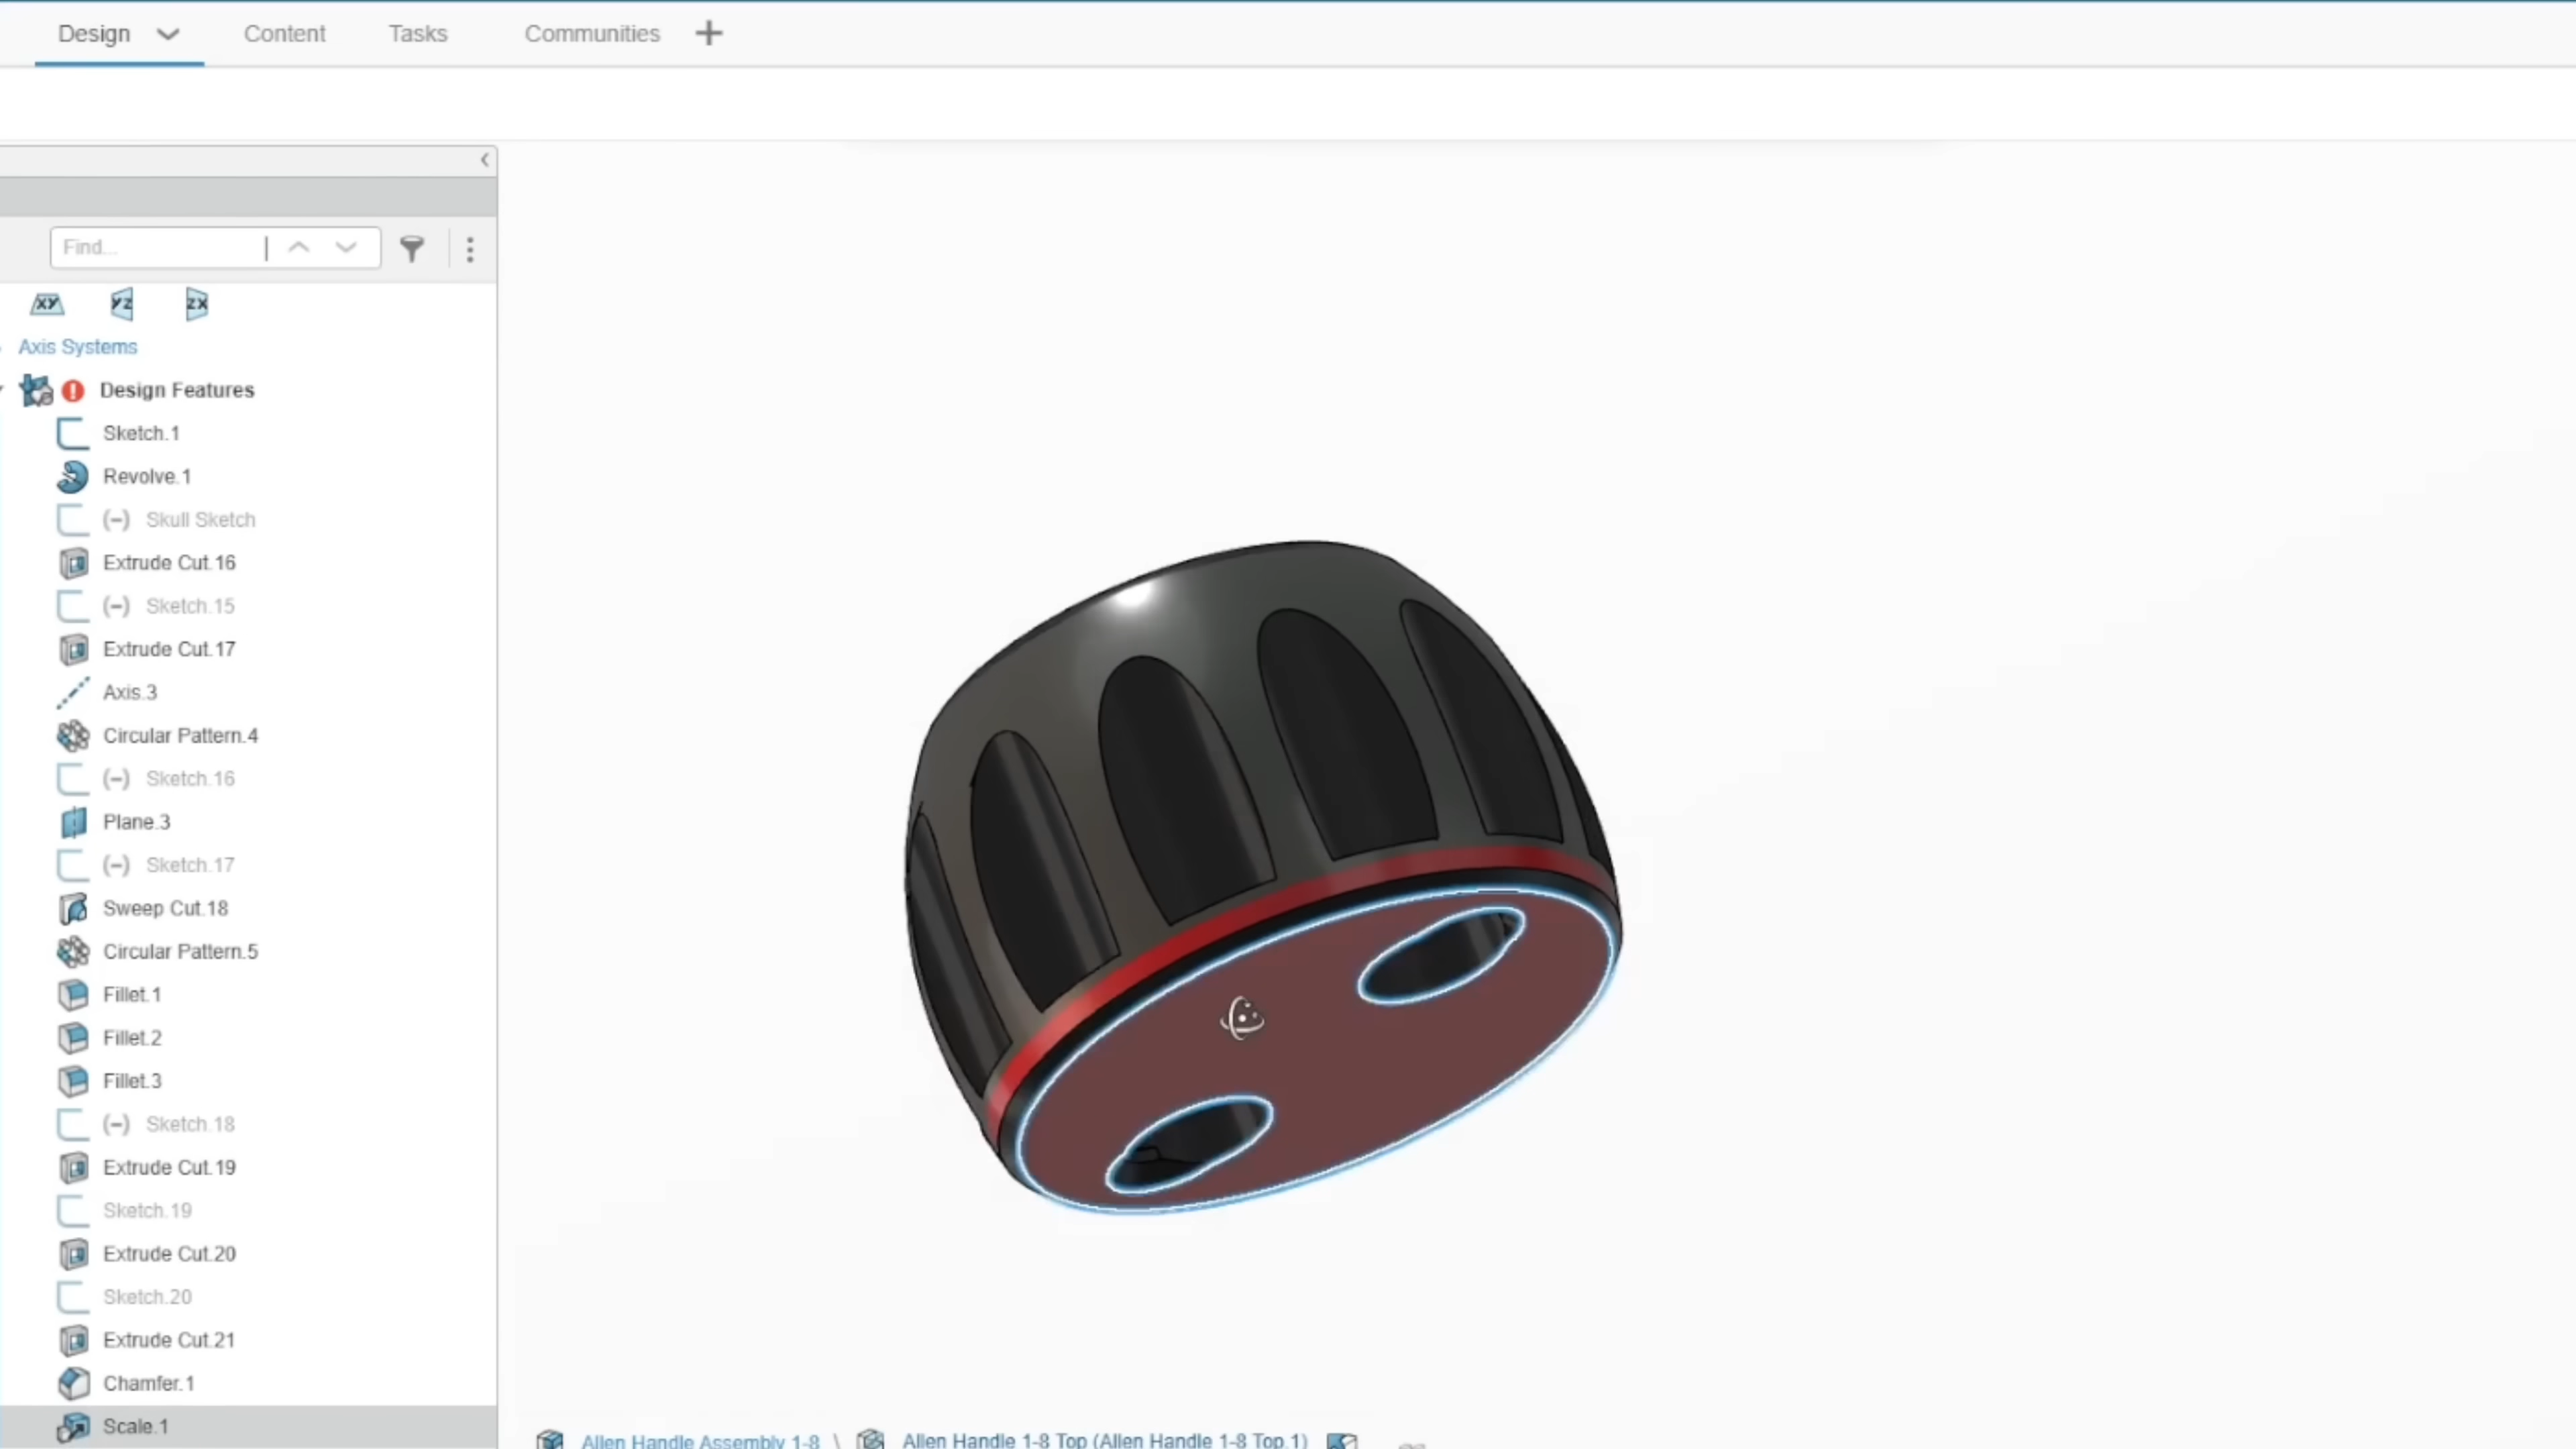 Design Content Tasks Communities
Find...
XY YZ ZX
Axis Systems
Design Features
Sketch.1
Revolve.1
(−) Skull Sketch
Extrude Cut.16
(−) Sketch.15
Extrude Cut.17
Axis.3
Circular Pattern.4
(−) Sketch.16
Plane.3
(−) Sketch.17
Sweep Cut.18
Circular Pattern.5
Fillet.1
Fillet.2
Fillet.3
(−) Sketch.18
Extrude Cut.19
Sketch.19
Extrude Cut.20
Sketch.20
Extrude Cut.21
Chamfer.1
Scale.1
Allen Handle Assembly 1-8 \ Allen Handle 1-8 Top (Allen Handle 1-8 Top.1)